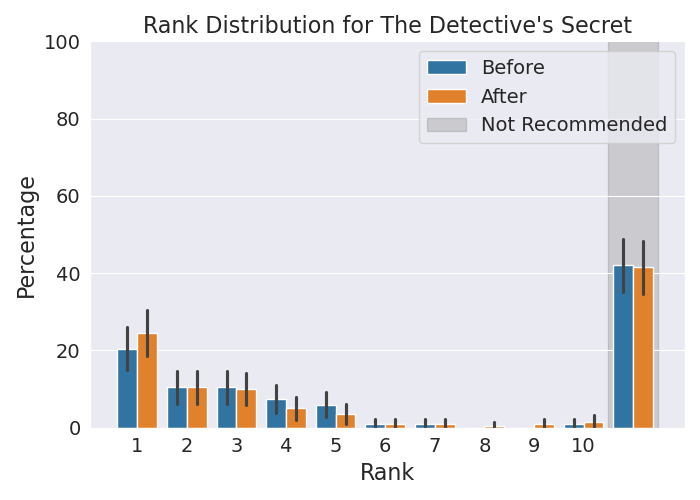 Rank Distribution for The Detective's Secret
100
80
60
40
20
0
Percentage
Before
After
Not Recommended
1 2 3 4 5 6 7 8 9 10
Rank